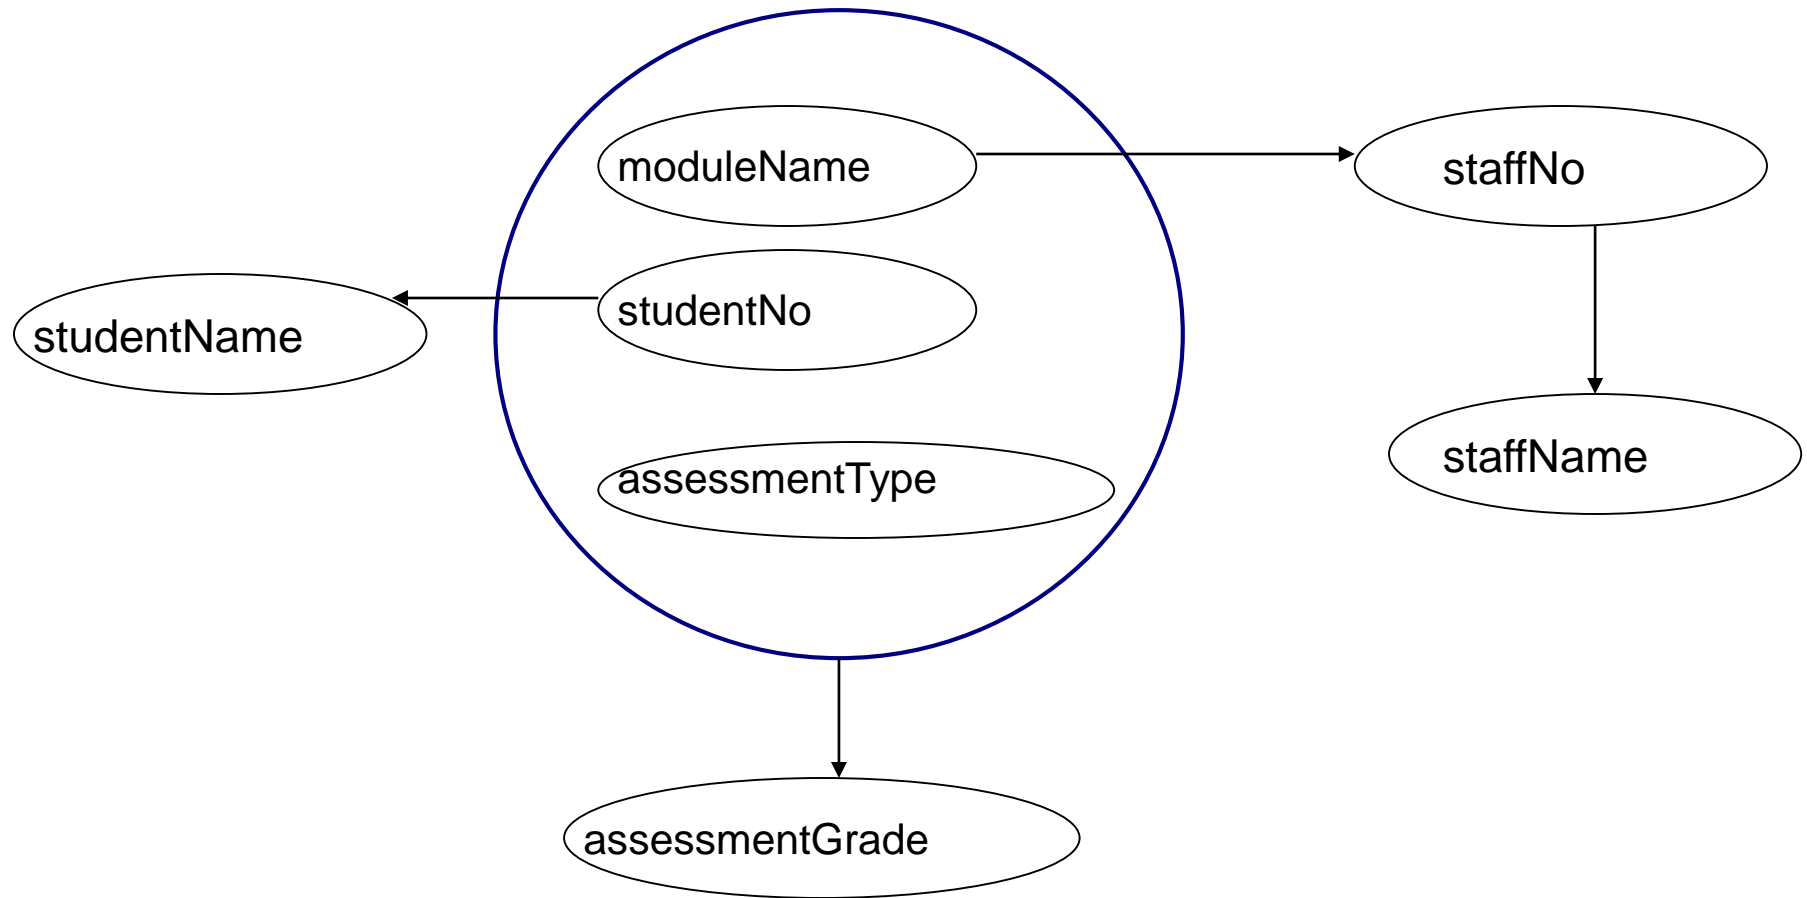 moduleName
staffNo
studentNo
studentName
staffName
assessmentType
assessmentGrade